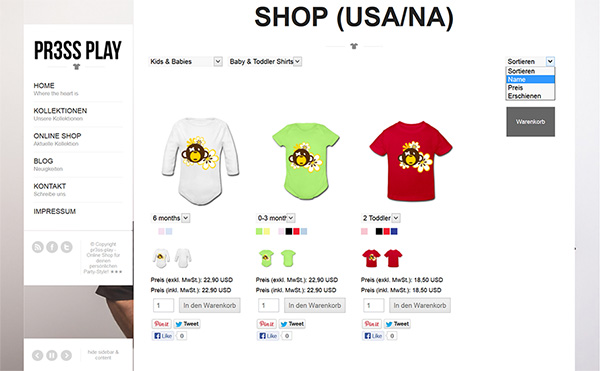 PR3SS PLAY
HOME
Where the heart is
KOLLEKTIONEN
Unsere Kollektionen
ONLINE SHOP
Aktuelle Kollektion
BLOG
Neuigkeiten
KONTAKT
Schreibe uns
IMPRESSUM
© Copyright
pr3ss-play -
Online Shop für
deinen
persönlichen
Party-Style!
hide sidebar &
content
SHOP (USA/NA)
Kids & Babies
Baby & Toddler Shirts
Sortieren
Sortieren
Name
Preis
Erschienen
Warenkorb
6 months
0-3 month
2 Toddler
Preis (exkl. MwSt.): 22,90 USD
Preis (inkl. MwSt.): 22,90 USD
1 In den Warenkorb
Pin it Tweet
Like 0
Preis (exkl. MwSt.): 22,90 USD
Preis (inkl. MwSt.): 22,90 USD
1 In den Warenkorb
Pin it Tweet
Like 0
Preis (exkl. MwSt.): 18,50 USD
Preis (inkl. MwSt.): 18,50 USD
1 In den Warenkorb
Pin it Tweet
Like 0